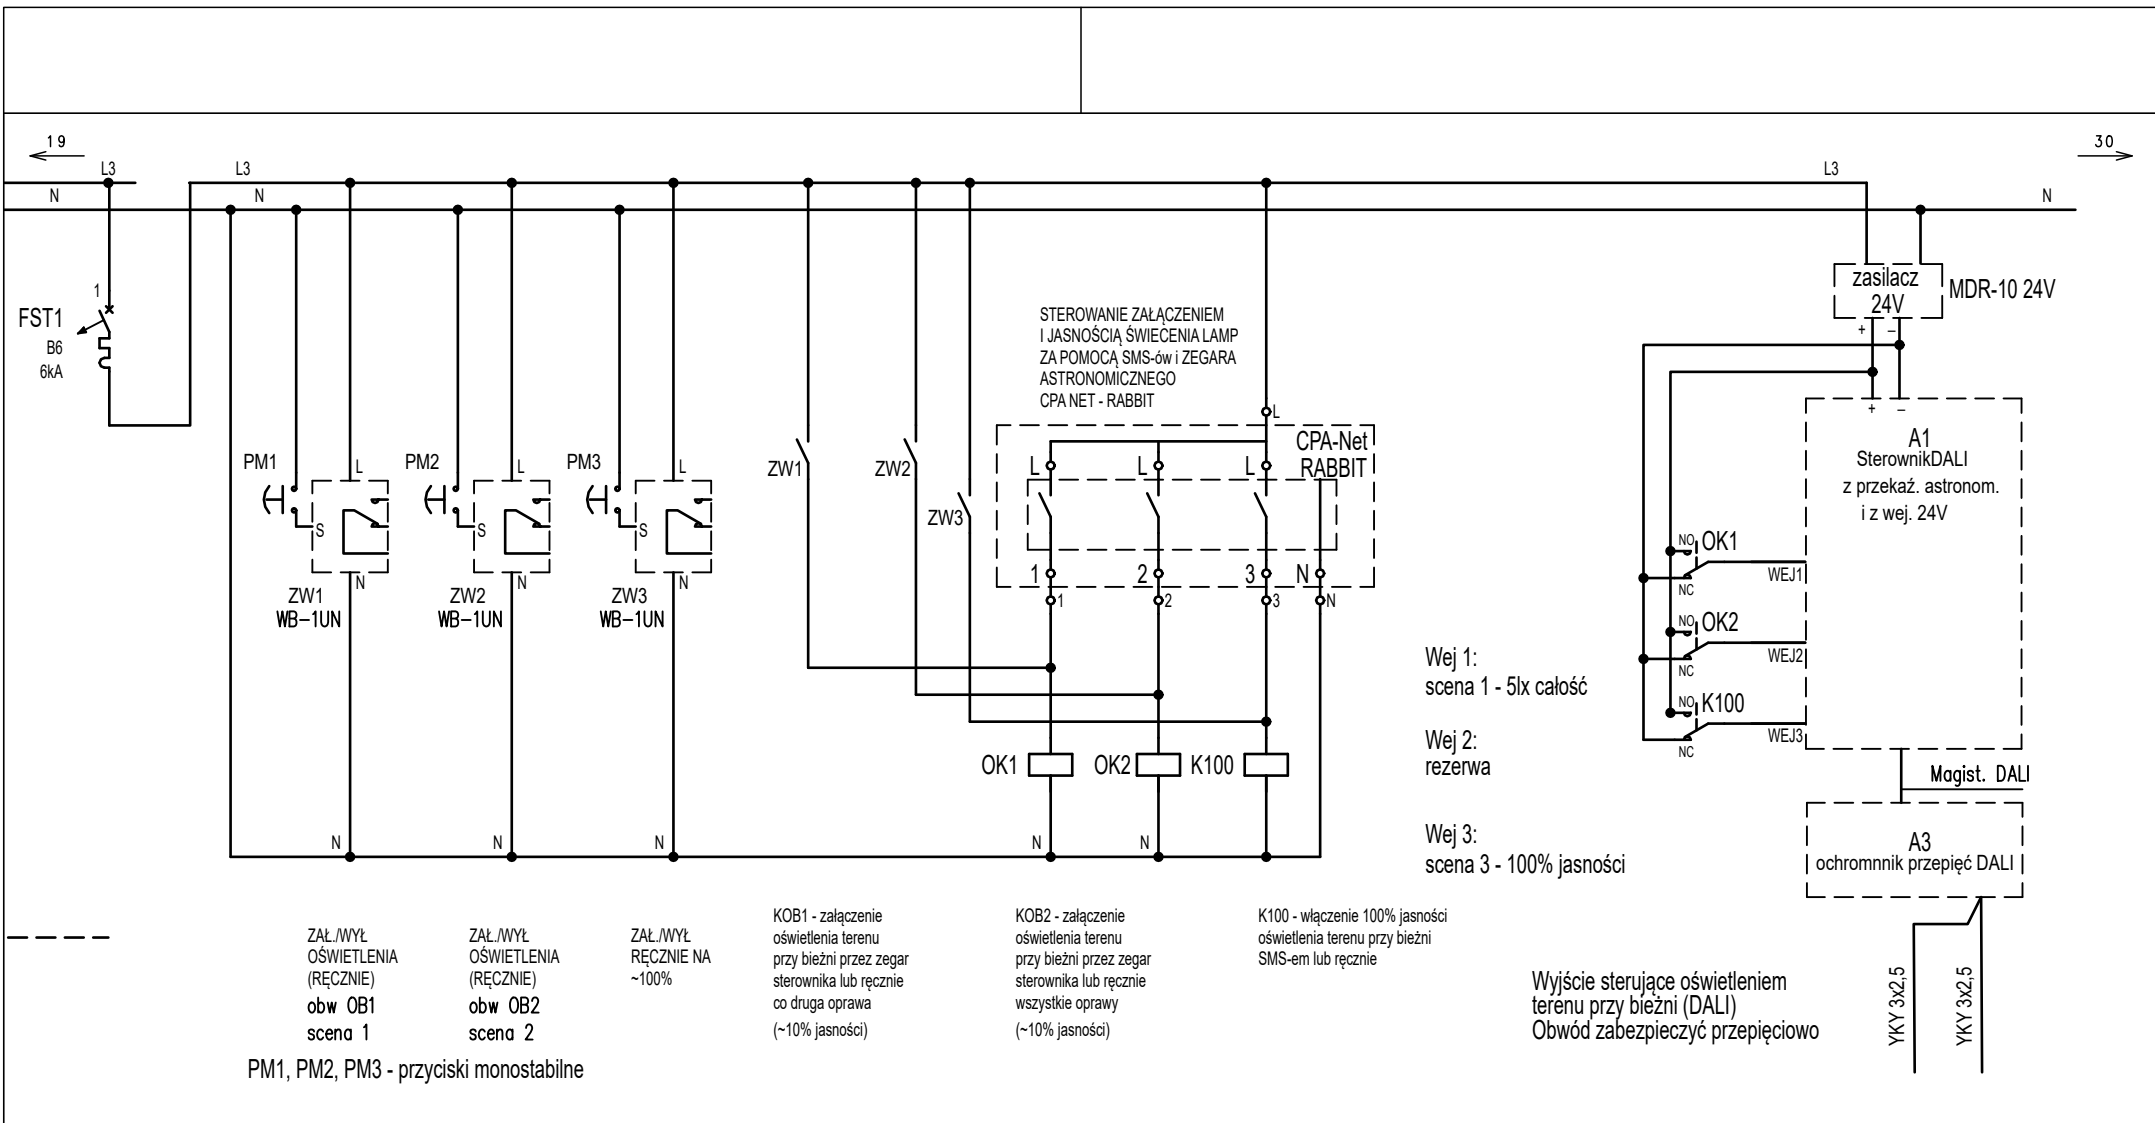 19
30
L3
L3
L3
N
N
N
1
FST1
B6
6kA
zasilacz
24V
MDR-10 24V
+
–
STEROWANIE ZAŁĄCZENIEM
I JASNOŚCIĄ ŚWIECENIA LAMP
ZA POMOCĄ SMS-ów i ZEGARA
ASTRONOMICZNEGO
CPA NET - RABBIT
L
CPA-Net
RABBIT
L
L
L
1
2
3
N
1
2
3
N
PM1
L
S
N
ZW1
WB-1UN
PM2
L
S
N
ZW2
WB-1UN
PM3
L
S
N
ZW3
WB-1UN
ZW1
ZW2
ZW3
+
–
A1
SterownikDALI
z przekaź. astronom.
i z wej. 24V
NO
OK1
WEJ1
NC
NO
OK2
WEJ2
NC
NO
K100
WEJ3
NC
Wej 1:
scena 1 - 5lx całość
Wej 2:
rezerwa
Wej 3:
scena 3 - 100% jasności
OK1
OK2
K100
N
N
N
N
N
Magist. DALI
A3
ochromnnik przepięć DALI
ZAŁ./WYŁ
OŚWIETLENIA
(RĘCZNIE)
obw OB1
scena 1
ZAŁ./WYŁ
OŚWIETLENIA
(RĘCZNIE)
obw OB2
scena 2
ZAŁ./WYŁ
RĘCZNIE NA
~100%
KOB1 - załączenie
oświetlenia terenu
przy bieżni przez zegar
sterownika lub ręcznie
co druga oprawa
(~10% jasności)
KOB2 - załączenie
oświetlenia terenu
przy bieżni przez zegar
sterownika lub ręcznie
wszystkie oprawy
(~10% jasności)
K100 - włączenie 100% jasności
oświetlenia terenu przy bieżni
SMS-em lub ręcznie
PM1, PM2, PM3 - przyciski monostabilne
Wyjście sterujące oświetleniem
terenu przy bieżni (DALI)
Obwód zabezpieczyć przepięciowo
YKY 3x2,5
YKY 3x2,5